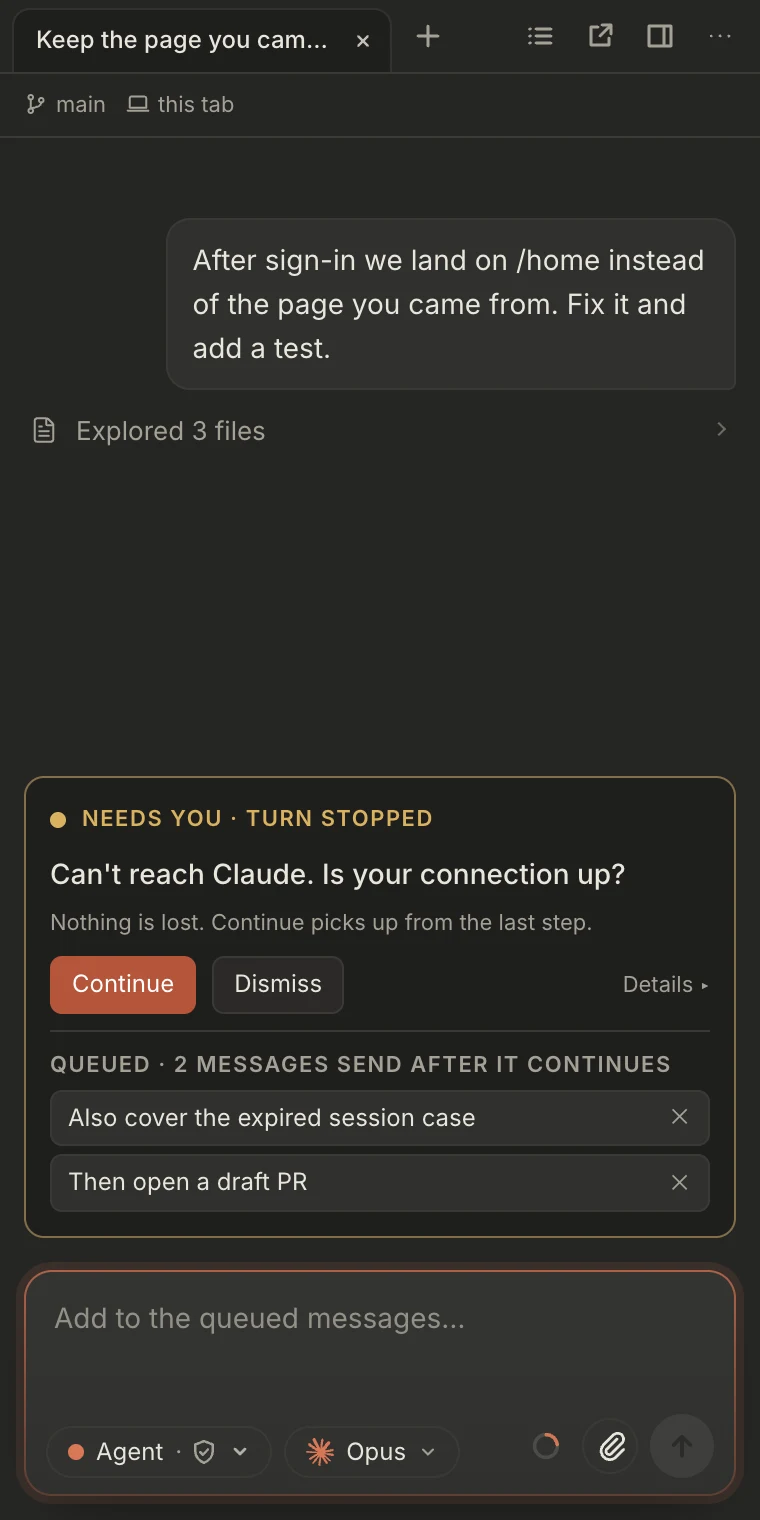 Keep the page you cam...
main
this tab
After sign-in we land on /home instead
of the page you came from. Fix it and
add a test.
Explored 3 files
NEEDS YOU · TURN STOPPED
Can't reach Claude. Is your connection up?
Nothing is lost. Continue picks up from the last step.
Continue
Dismiss
Details
QUEUED · 2 MESSAGES SEND AFTER IT CONTINUES
Also cover the expired session case
Then open a draft PR
Add to the queued messages...
Agent ·
Opus